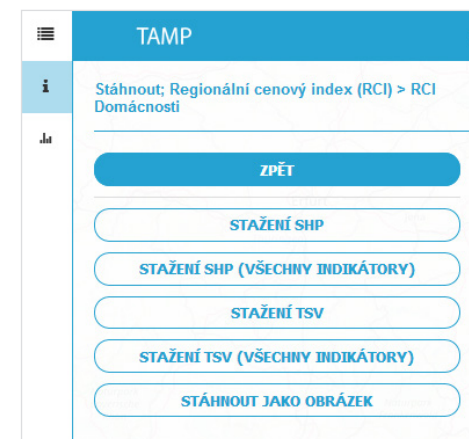 TAMP
Stáhnout; Regionální cenový index (RCI) > RCI
Domácnosti
ZPĚT
STAŽENÍ SHP
STAŽENÍ SHP (VŠECHNY INDIKÁTORY)
STAŽENÍ TSV
STAŽENÍ TSV (VŠECHNY INDIKÁTORY)
STÁHNOUT JAKO OBRÁZEK